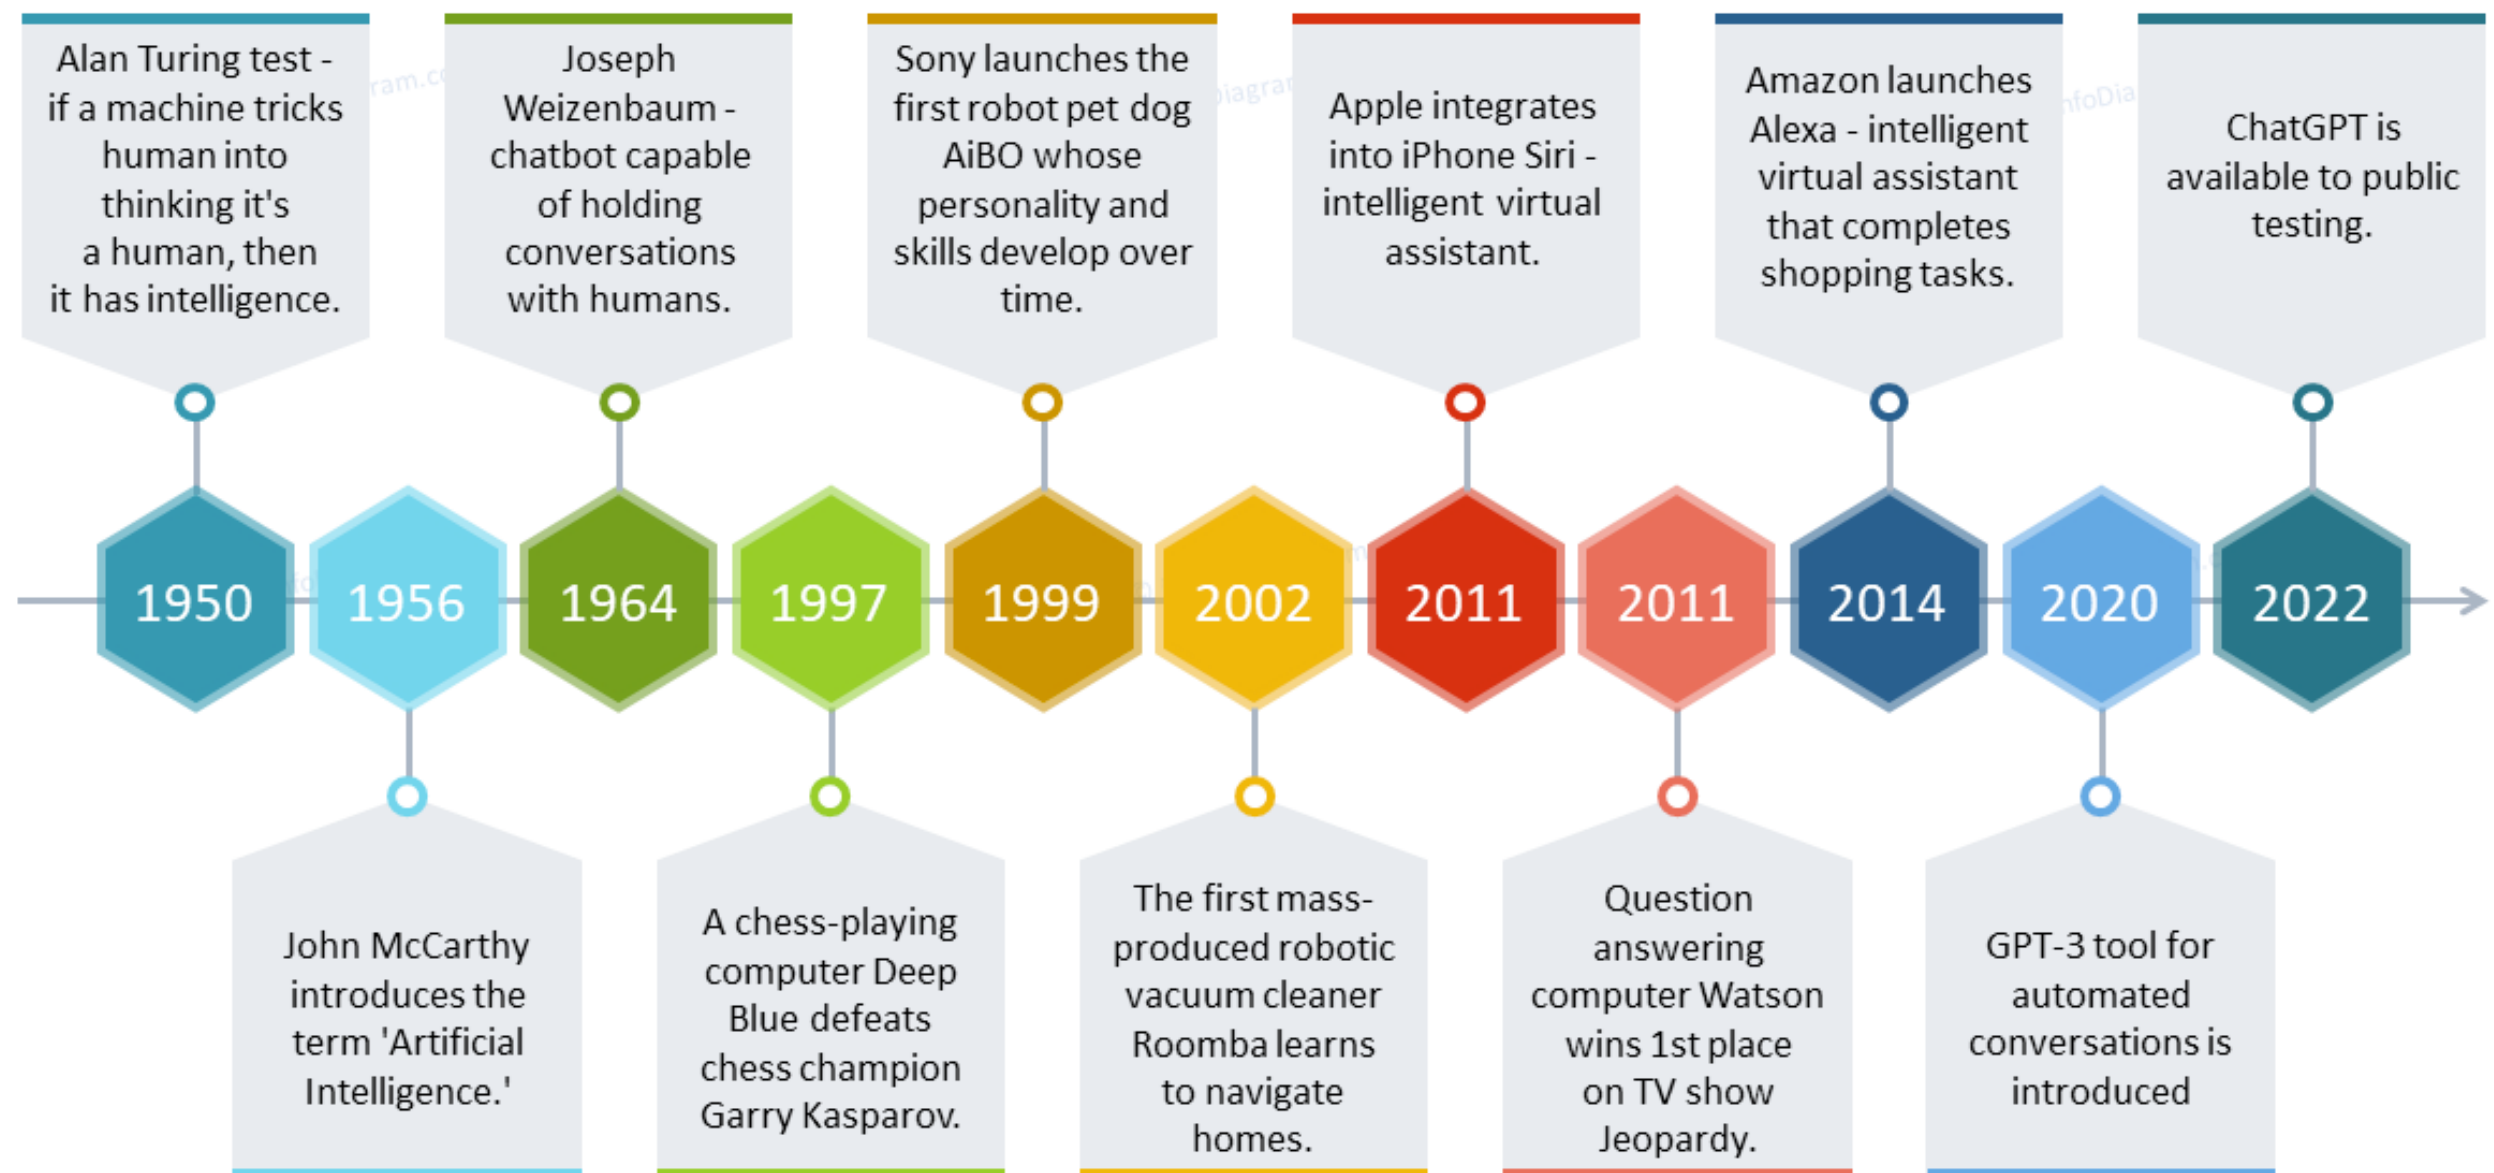 Alan Turing test -
if a machine tricks
human into
thinking it's
a human, then
it has intelligence.
Joseph
Weizenbaum -
chatbot capable
of holding
conversations
with humans.
Sony launches the
first robot pet dog
AiBO whose
personality and
skills develop over
time.
Apple integrates
into iPhone Siri -
intelligent virtual
assistant.
Amazon launches
Alexa - intelligent
virtual assistant
that completes
shopping tasks.
ChatGPT is
available to public
testing.
1950
1956
1964
1997
1999
2002
2011
2011
2014
2020
2022
John McCarthy
introduces the
term 'Artificial
Intelligence.'
A chess-playing
computer Deep
Blue defeats
chess champion
Garry Kasparov.
The first mass-
produced robotic
vacuum cleaner
Roomba learns
to navigate
homes.
Question
answering
computer Watson
wins 1st place
on TV show
Jeopardy.
GPT-3 tool for
automated
conversations is
introduced